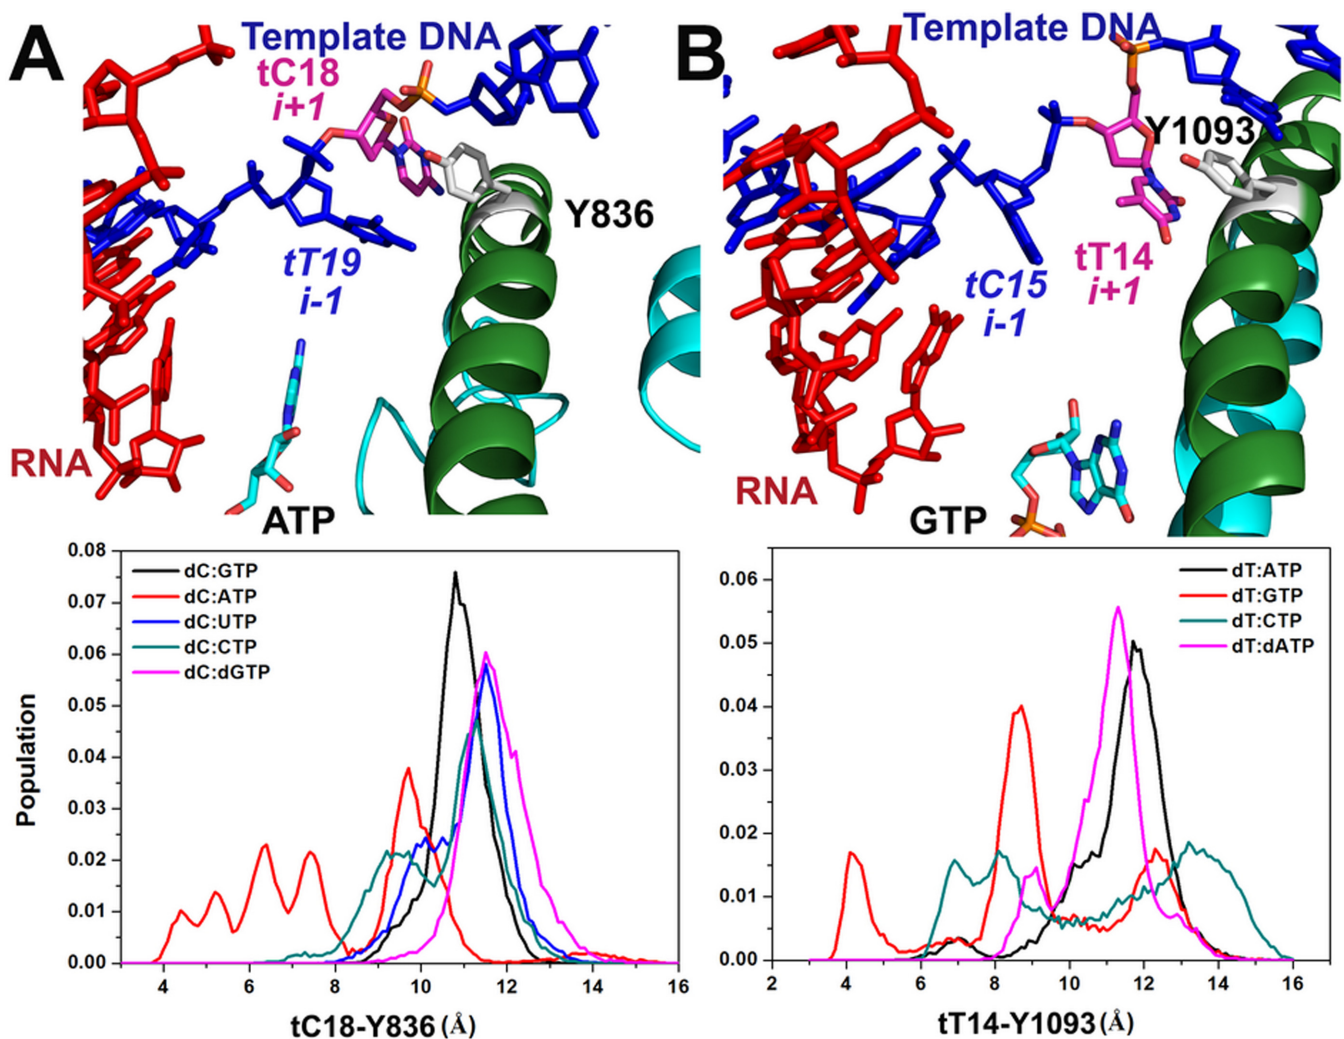 A
Template DNA
tC18
i+1
Y836
tT19
i-1
RNA
ATP
B
Template DNA
Y1093
tC15
i-1
tT14
i+1
RNA
GTP
0.08
0.07
0.06
0.05
0.04
0.03
0.02
0.01
0.00
Population
dC:GTP
dC:ATP
dC:UTP
dC:CTP
dC:dGTP
4 6 8 10 12 14 16
tC18-Y836 (Å)
0.06
0.05
0.04
0.03
0.02
0.01
0.00
dT:ATP
dT:GTP
dT:CTP
dT:dATP
2 4 6 8 10 12 14 16 18
tT14-Y1093 (Å)